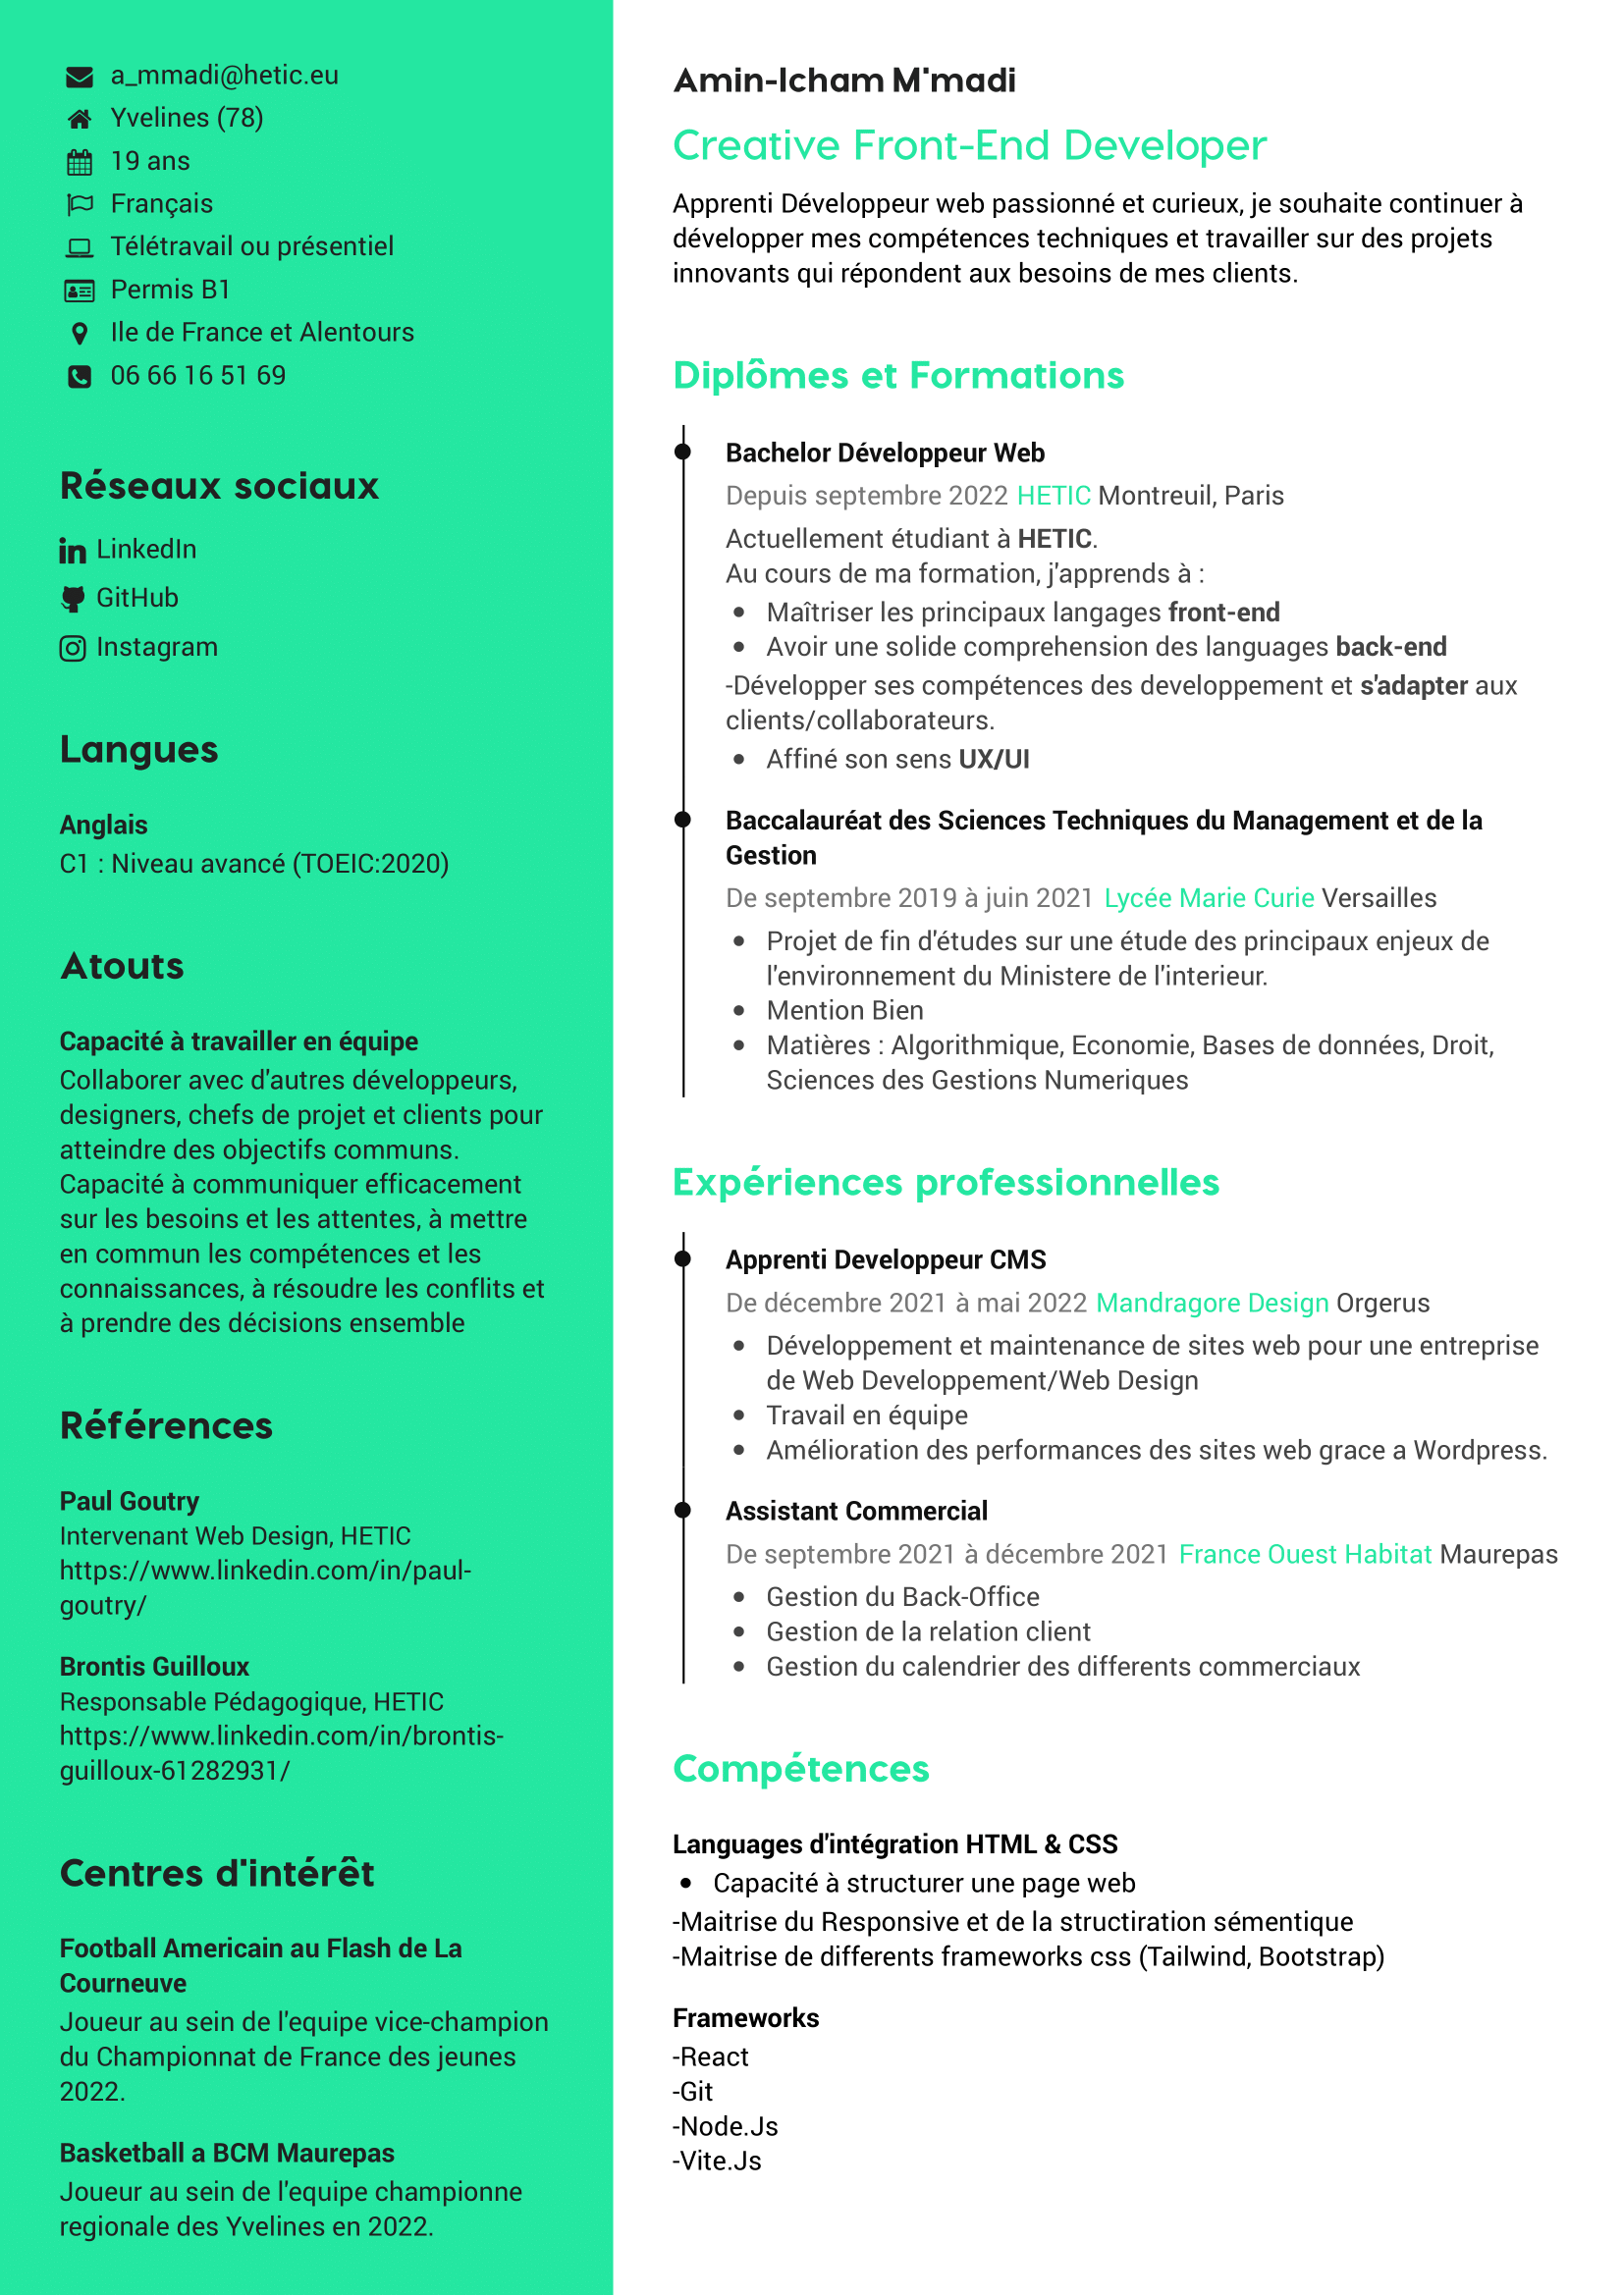 a_mmadi@hetic.eu
Yvelines (78)
19 ans
Français
Télétravail ou présentiel
Permis B1
Ile de France et Alentours
06 66 16 51 69
Réseaux sociaux
LinkedIn
GitHub
Instagram
Langues
Anglais
C1 : Niveau avancé (TOEIC:2020)
Atouts
Capacité à travailler en équipe
Collaborer avec d'autres développeurs,
designers, chefs de projet et clients pour
atteindre des objectifs communs.
Capacité à communiquer efficacement
sur les besoins et les attentes, à mettre
en commun les compétences et les
connaissances, à résoudre les conflits et
à prendre des décisions ensemble
Références
Paul Goutry
Intervenant Web Design, HETIC
https://www.linkedin.com/in/paul-
goutry/
Brontis Guilloux
Responsable Pédagogique, HETIC
https://www.linkedin.com/in/brontis-
guilloux-61282931/
Centres d'intérêt
Football Americain au Flash de La
Courneuve
Joueur au sein de l'equipe vice-champion
du Championnat de France des jeunes
2022.
Basketball a BCM Maurepas
Joueur au sein de l'equipe championne
regionale des Yvelines en 2022.
Amin-Icham M'madi
Creative Front-End Developer
Apprenti Développeur web passionné et curieux, je souhaite continuer à
développer mes compétences techniques et travailler sur des projets
innovants qui répondent aux besoins de mes clients.
Diplômes et Formations
Bachelor Développeur Web
Depuis septembre 2022 HETIC Montreuil, Paris
Actuellement étudiant à HETIC.
Au cours de ma formation, j'apprends à :
• Maîtriser les principaux langages front-end
• Avoir une solide comprehension des languages back-end
-Développer ses compétences des developpement et s'adapter aux
clients/collaborateurs.
• Affiné son sens UX/UI
Baccalauréat des Sciences Techniques du Management et de la
Gestion
De septembre 2019 à juin 2021 Lycée Marie Curie Versailles
• Projet de fin d'études sur une étude des principaux enjeux de
l'environnement du Ministere de l'interieur.
• Mention Bien
• Matières : Algorithmique, Economie, Bases de données, Droit,
Sciences des Gestions Numeriques
Expériences professionnelles
Apprenti Developpeur CMS
De décembre 2021 à mai 2022 Mandragore Design Orgerus
• Développement et maintenance de sites web pour une entreprise
de Web Developpement/Web Design
• Travail en équipe
• Amélioration des performances des sites web grace a Wordpress.
Assistant Commercial
De septembre 2021 à décembre 2021 France Ouest Habitat Maurepas
• Gestion du Back-Office
• Gestion de la relation client
• Gestion du calendrier des differents commerciaux
Compétences
Languages d'intégration HTML & CSS
• Capacité à structurer une page web
-Maitrise du Responsive et de la structiration sémentique
-Maitrise de differents frameworks css (Tailwind, Bootstrap)
Frameworks
-React
-Git
-Node.Js
-Vite.Js